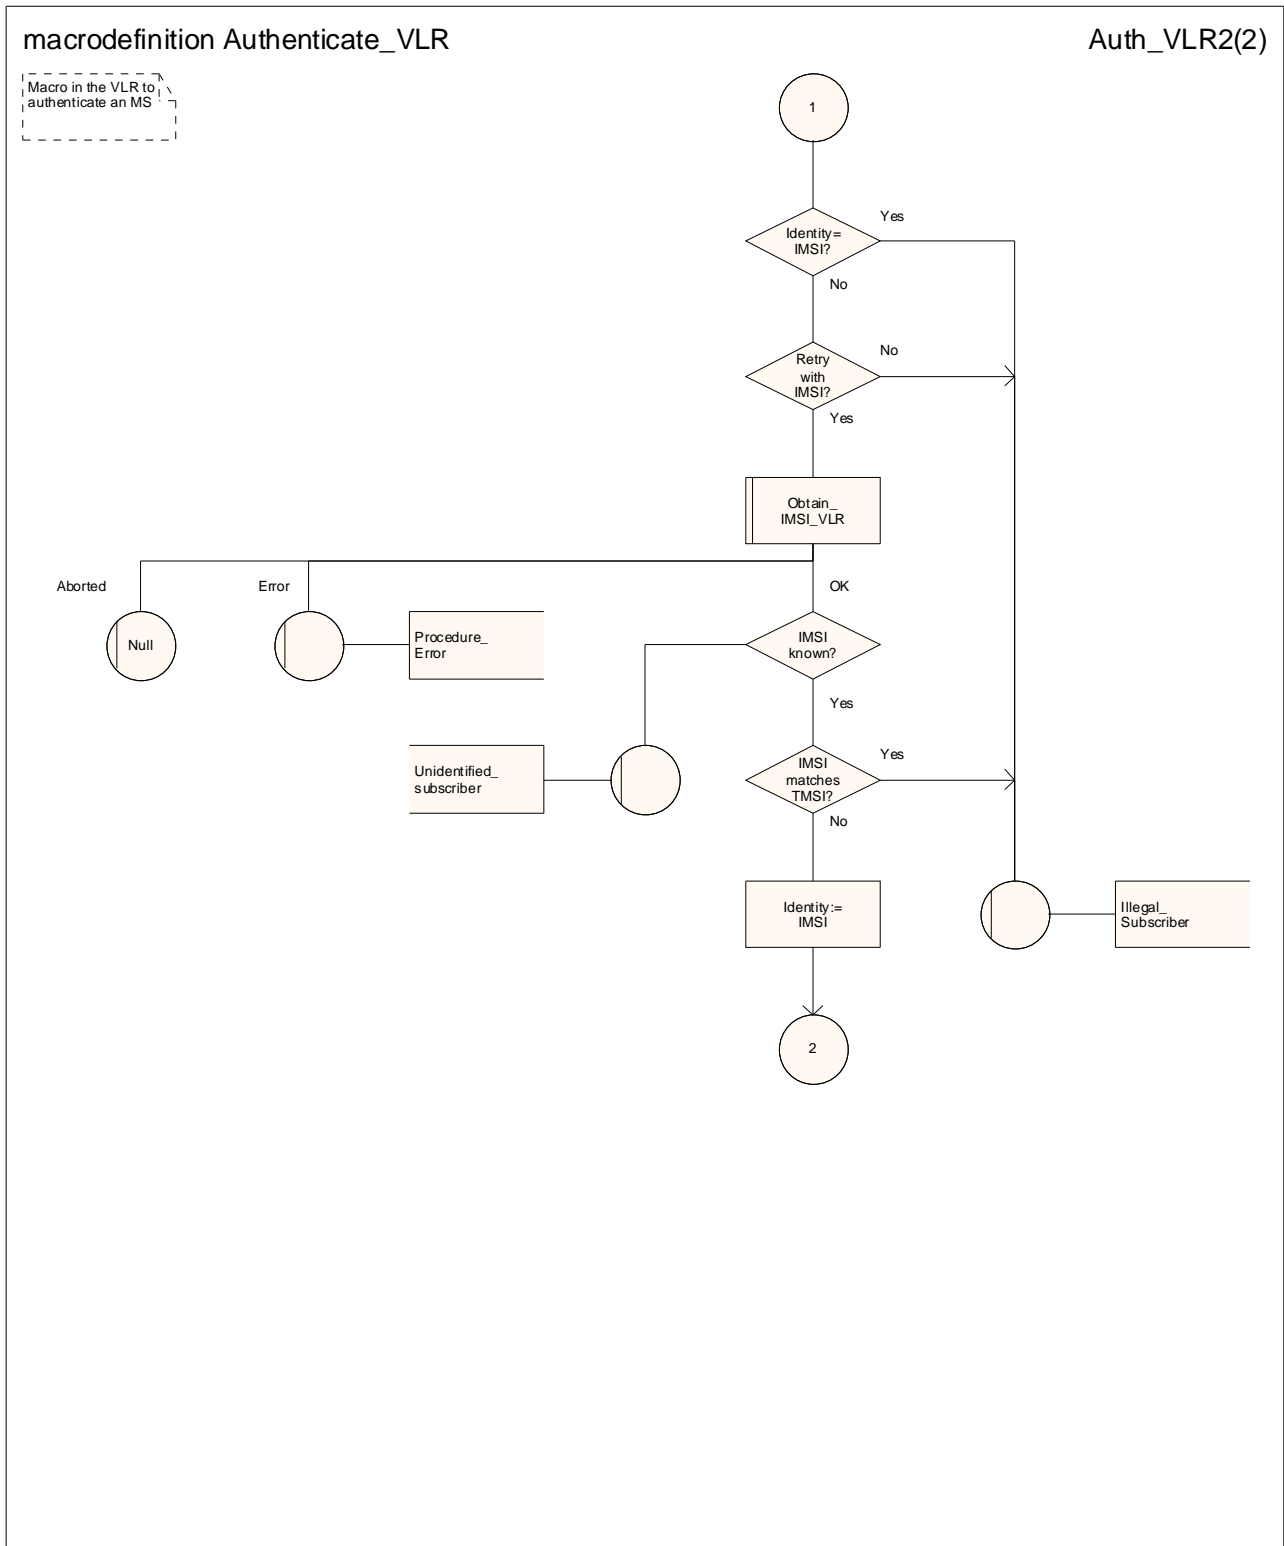 macrodefinition Authenticate_VLR
Auth_VLR2(2)
Macro in the VLR to
authenticate an MS
1
Yes
Identity=
IMSI?
No
No
Retry
with
IMSI?
Yes
Obtain_
IMSI_VLR
Aborted
Error
OK
Null
Procedure_
Error
IMSI
known?
Yes
Yes
Unidentified_
subscriber
IMSI
matches
TMSI?
No
Identity:=
IMSI
Illegal_
Subscriber
2